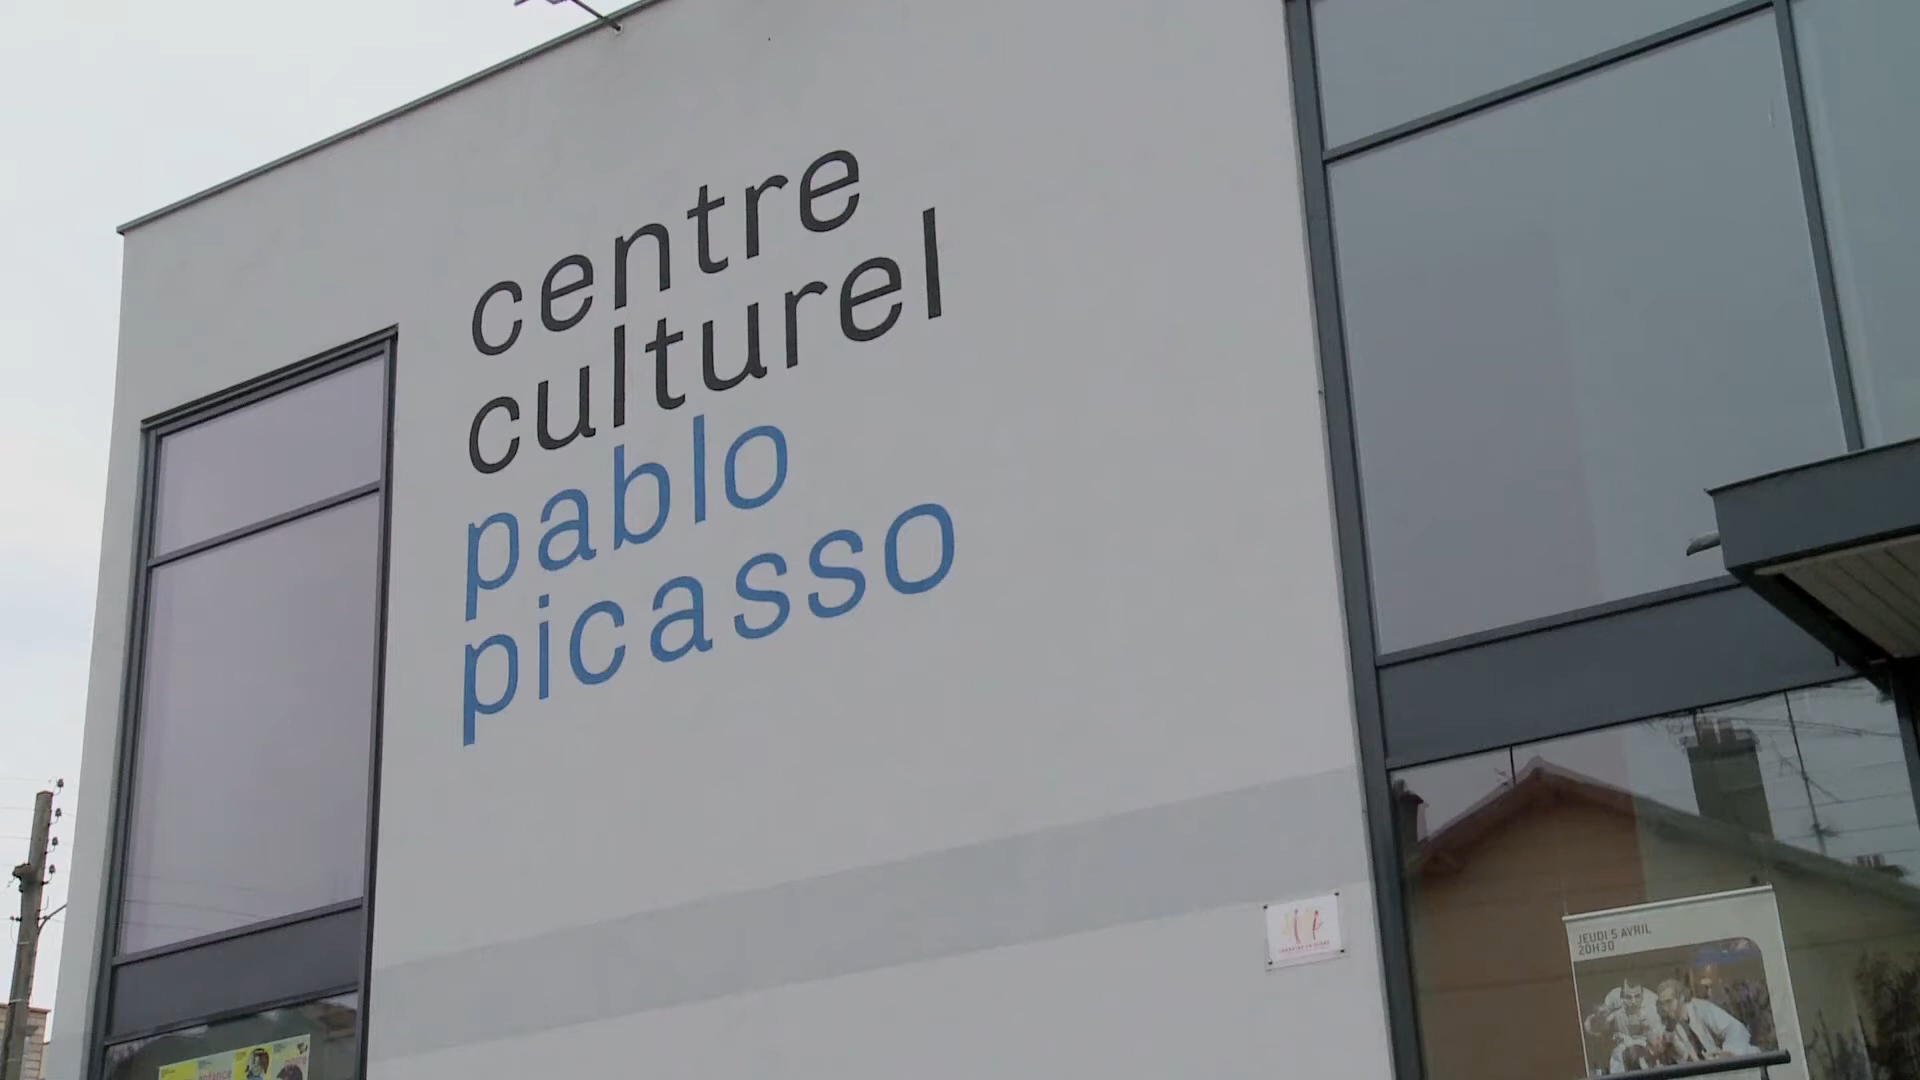 centre
culturel
pablo
picasso
JEUDI 5 AVRIL
20H30